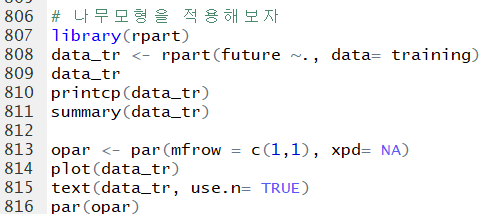 806 # 나무모형을 적용해보자
807 library(rpart)
808 data_tr <- rpart(future ~., data= training)
809 data_tr
810 printcp(data_tr)
811 summary(data_tr)
812
813 opar <- par(mfrow = c(1,1), xpd= NA)
814 plot(data_tr)
815 text(data_tr, use.n= TRUE)
816 par(opar)